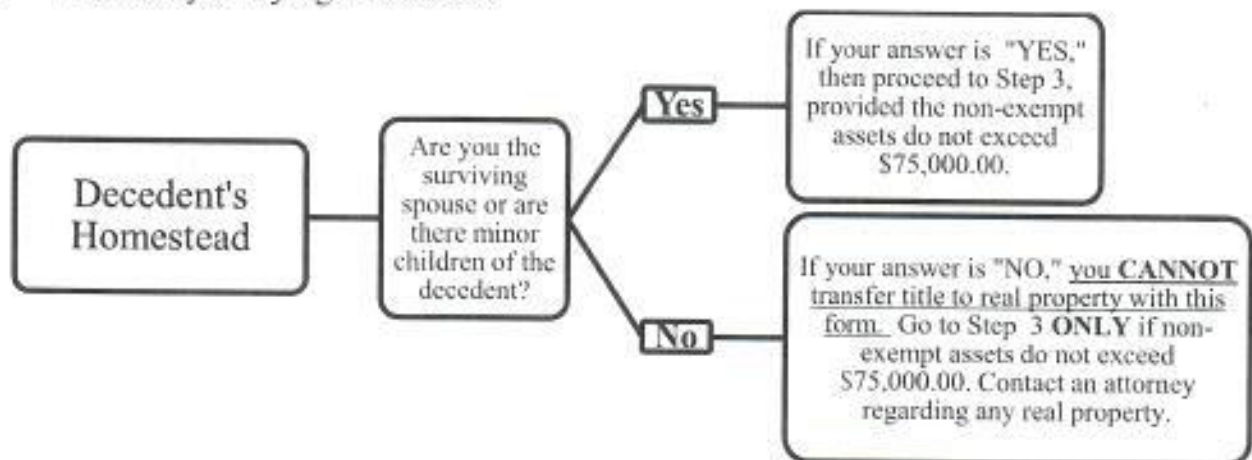 Decedent's
Homestead
Are you the
surviving
spouse or are
there minor
children of the
decedent?
Yes
If your answer is "YES,"
then proceed to Step 3,
provided the non-exempt
assets do not exceed
$75,000.00.
No
If your answer is "NO," you CANNOT
transfer title to real property with this
form. Go to Step 3 ONLY if non-
exempt assets do not exceed
$75,000.00. Contact an attorney
regarding any real property.